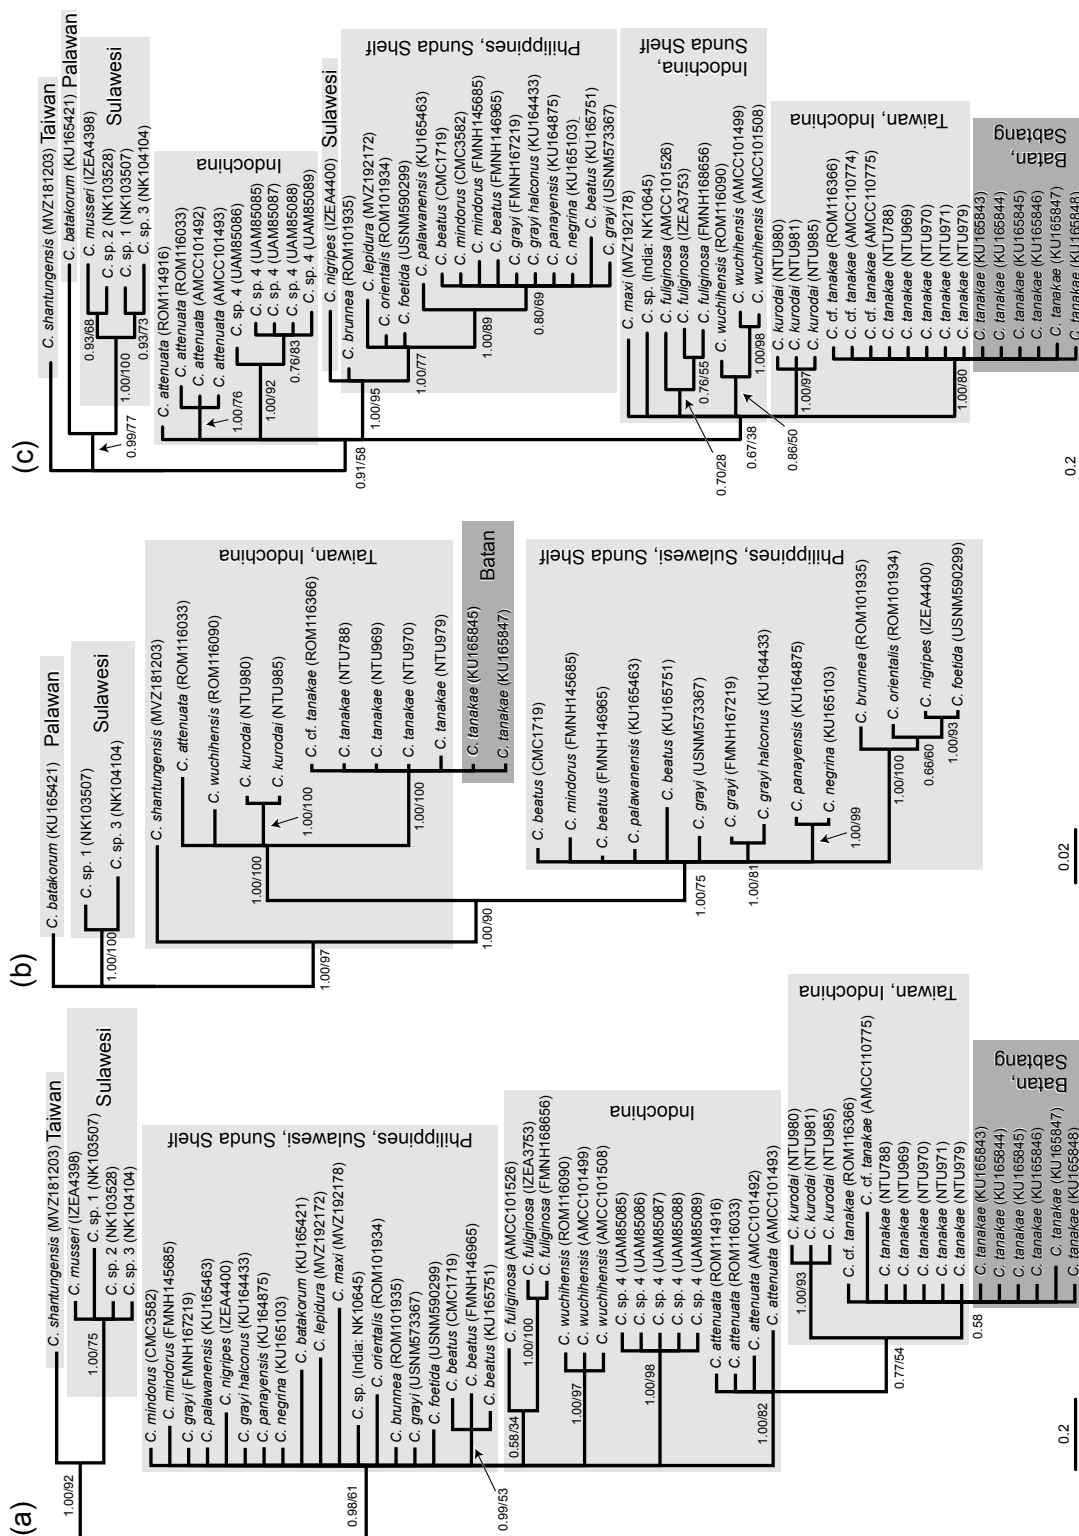 (a)
C. shantungensis (MVZ181203)
Taiwan
C. musseri (IZEA4398)
C. sp. 1 (NK103507)
C. sp. 2 (NK103528)
C. sp. 3 (NK104104)
Sulawesi
1.00/92
1.00/75
C. mindorus (CMC3582)
C. mindorus (FMNH145685)
C. grayi (FMNH167219)
C. palawanensis (KU165463)
C. nigripes (IZEA4400)
C. grayi halconus (KU164433)
C. panayensis (KU164875)
C. negrina (KU165103)
C. batakorum (KU165421)
C. lepidura (MVZ192172)
C. maxi (MVZ192178)
C. sp. (India: NK10645)
C. orientalis (ROM101934)
C. brunnea (ROM101935)
C. grayi (USNM573367)
C. foetida (USNM590299)
C. beatus (CMC1719)
C. beatus (FMNH146965)
C. beatus (KU165751)
Philippines, Sulawesi, Sunda Shelf
0.98/61
0.99/53
C. fuliginosa (AMCC101526)
C. fuliginosa (IZEA3753)
C. fuliginosa (FMNH168656)
C. wuchihensis (ROM116090)
C. wuchihensis (AMCC101499)
C. wuchihensis (AMCC101508)
C. sp. 4 (UAM85085)
C. sp. 4 (UAM85086)
C. sp. 4 (UAM85087)
C. sp. 4 (UAM85088)
C. sp. 4 (UAM85089)
C. attenuata (ROM114916)
C. attenuata (ROM116033)
C. attenuata (AMCC101492)
C. attenuata (AMCC101493)
Indochina
0.58/34
1.00/100
1.00/97
1.00/98
1.00/82
C. kurodai (NTU980)
C. kurodai (NTU981)
C. kurodai (NTU985)
C. cf. tanakae (ROM116366)
C. cf. tanakae (AMCC110775)
C. tanakae (NTU788)
C. tanakae (NTU969)
C. tanakae (NTU970)
C. tanakae (NTU971)
C. tanakae (NTU979)
Taiwan, Indochina
1.00/93
0.77/54
0.58
C. tanakae (KU165843)
C. tanakae (KU165844)
C. tanakae (KU165845)
C. tanakae (KU165846)
C. tanakae (KU165847)
C. tanakae (KU165848)
Batan,
Sabtang
0.2
(b)
C. batakorum (KU165421)
Palawan
C. sp. 1 (NK103507)
C. sp. 3 (NK104104)
Sulawesi
1.00/100
1.00/97
C. shantungensis (MVZ181203)
C. attenuata (ROM116033)
C. wuchihensis (ROM116090)
C. kurodai (NTU980)
C. kurodai (NTU985)
C. cf. tanakae (ROM116366)
C. tanakae (NTU788)
C. tanakae (NTU969)
C. tanakae (NTU970)
C. tanakae (NTU979)
Taiwan, Indochina
1.00/100
1.00/100
1.00/100
1.00/90
C. tanakae (KU165845)
C. tanakae (KU165847)
Batan
C. beatus (CMC1719)
C. mindorus (FMNH145685)
C. beatus (FMNH146965)
C. palawanensis (KU165463)
C. beatus (KU165751)
C. grayi (USNM573367)
C. grayi (FMNH167219)
C. grayi halconus (KU164433)
C. panayensis (KU164875)
C. negrina (KU165103)
C. brunnea (ROM101935)
C. orientalis (ROM101934)
C. nigripes (IZEA4400)
C. foetida (USNM590299)
Philippines, Sulawesi, Sunda Shelf
1.00/75
1.00/81
1.00/99
1.00/100
0.66/60
1.00/93
0.02
(c)
C. shantungensis (MVZ181203)
Taiwan
C. batakorum (KU165421)
Palawan
C. musseri (IZEA4398)
C. sp. 2 (NK103528)
C. sp. 1 (NK103507)
C. sp. 3 (NK104104)
Sulawesi
0.93/68
1.00/100
0.93/73
0.99/77
C. attenuata (ROM114916)
C. attenuata (ROM116033)
C. attenuata (AMCC101492)
C. attenuata (AMCC101493)
C. sp. 4 (UAM85086)
C. sp. 4 (UAM85085)
C. sp. 4 (UAM85087)
C. sp. 4 (UAM85088)
C. sp. 4 (UAM85089)
Indochina
1.00/76
1.00/92
0.76/83
0.91/58
C. nigripes (IZEA4400)
Sulawesi
C. brunnea (ROM101935)
C. lepidura (MVZ192172)
C. orientalis (ROM101934)
C. foetida (USNM590299)
C. palawanensis (KU165463)
C. beatus (CMC1719)
C. mindorus (CMC3582)
C. mindorus (FMNH145685)
C. beatus (FMNH146965)
C. grayi (FMNH167219)
C. grayi halconus (KU164433)
C. panayensis (KU164875)
C. negrina (KU165103)
C. beatus (KU165751)
C. grayi (USNM573367)
Philippines, Sunda Shelf
1.00/95
1.00/77
1.00/89
0.80/69
C. maxi (MVZ192178)
C. sp. (India: NK10645)
C. fuliginosa (AMCC101526)
C. fuliginosa (IZEA3753)
C. fuliginosa (FMNH168656)
C. wuchihensis (ROM116090)
C. wuchihensis (AMCC101499)
C. wuchihensis (AMCC101508)
Indochina,
Sunda Shelf
0.76/55
0.70/28
1.00/98
0.67/38
0.86/50
C. kurodai (NTU980)
C. kurodai (NTU981)
C. kurodai (NTU985)
C. cf. tanakae (ROM116366)
C. cf. tanakae (AMCC110774)
C. cf. tanakae (AMCC110775)
C. tanakae (NTU788)
C. tanakae (NTU969)
C. tanakae (NTU970)
C. tanakae (NTU971)
C. tanakae (NTU979)
Taiwan, Indochina
1.00/97
1.00/80
C. tanakae (KU165843)
C. tanakae (KU165844)
C. tanakae (KU165845)
C. tanakae (KU165846)
C. tanakae (KU165847)
C. tanakae (KU165848)
Batan,
Sabtang
0.2